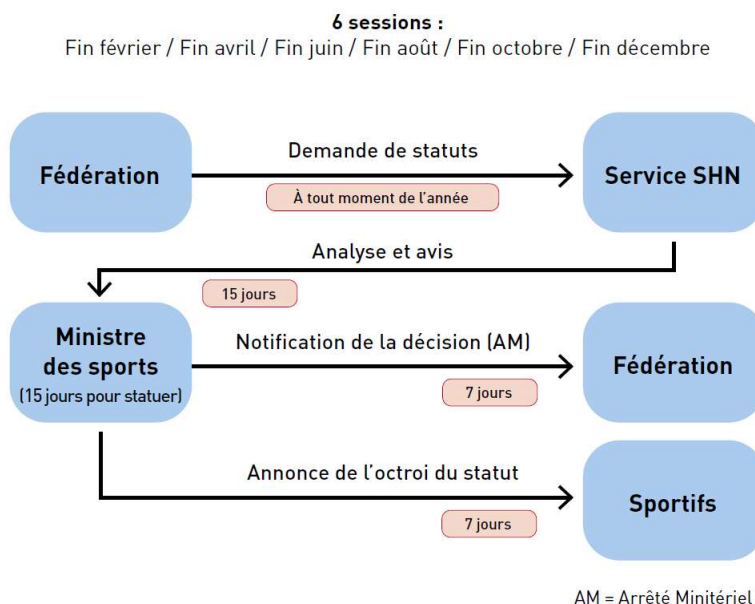 6 sessions :
Fin février / Fin avril / Fin juin / Fin août / Fin octobre / Fin décembre
Fédération
Demande de statuts
À tout moment de l'année
Service SHN
Analyse et avis
15 jours
Ministre
des sports
(15 jours pour statuer)
Notification de la décision (AM)
7 jours
Fédération
Annonce de l'octroi du statut
7 jours
Sportifs
AM = Arrêté Minitériel